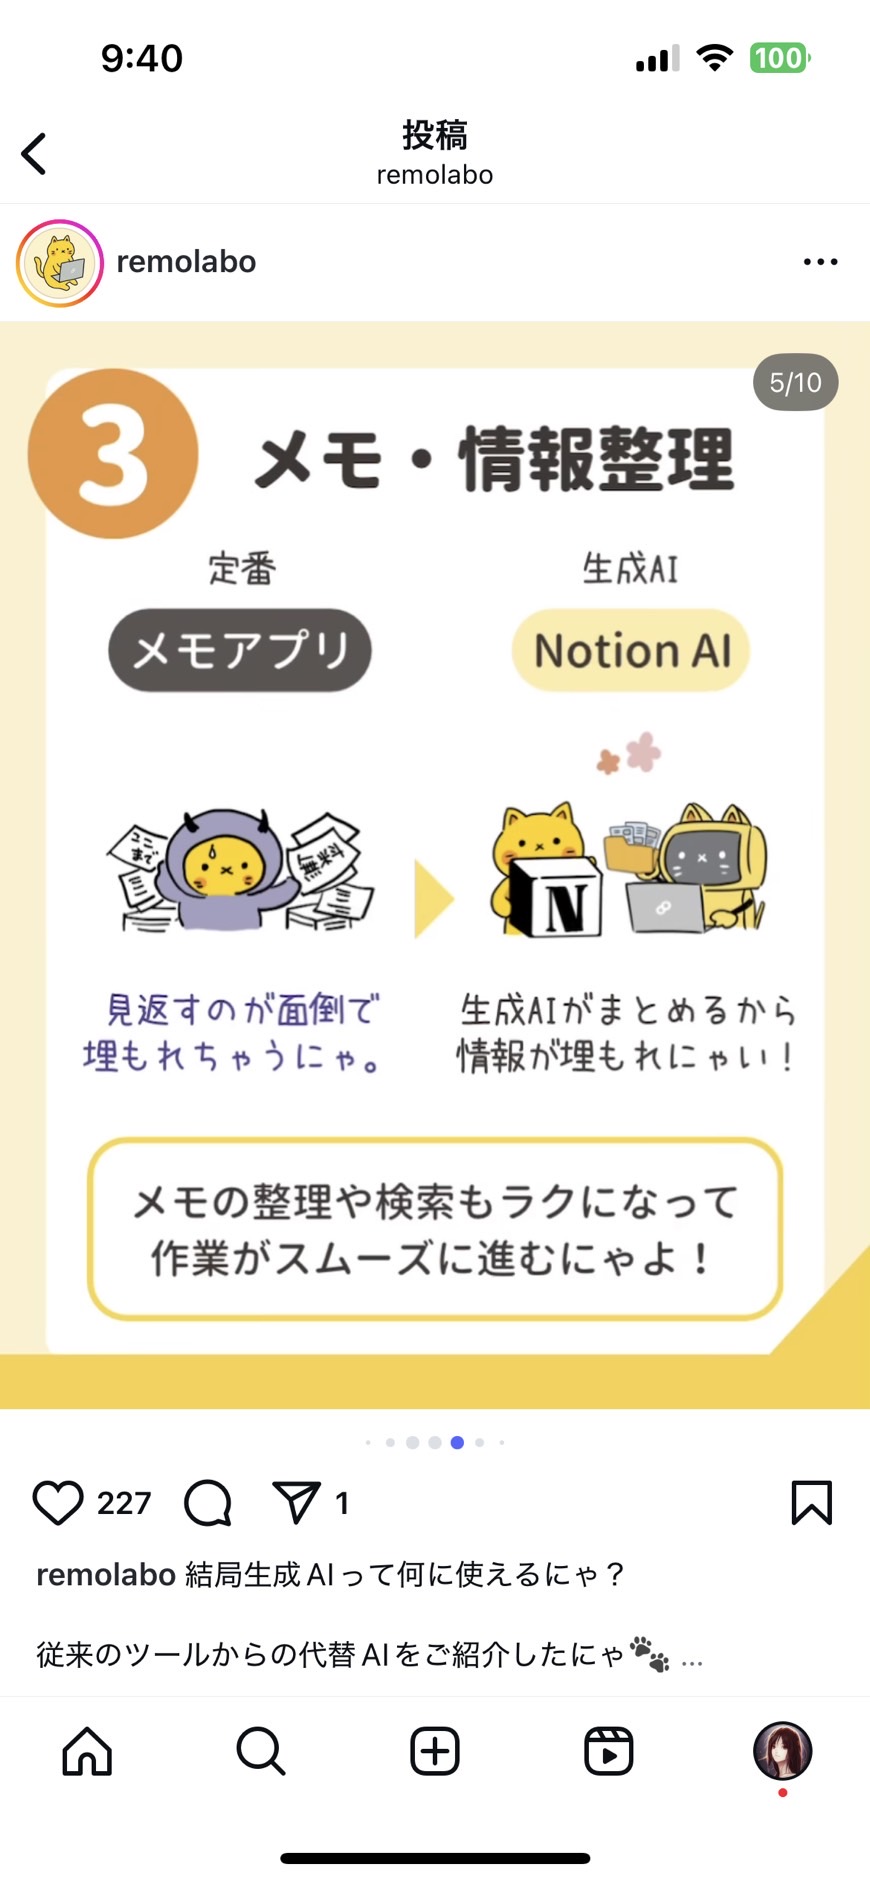 9:40
100
投稿
remolabo
remolabo
5/10
3
メモ・情報整理
定番
生成AI
メモアプリ
Notion AI
ここ
まで
無料
N
見返すのが面倒で
埋もれちゃうにゃ。
生成AIがまとめるから
情報が埋もれにゃい！
メモの整理や検索もラクになって
作業がスムーズに進むにゃよ！
227
1
remolabo 結局生成AIって何に使えるにゃ？
従来のツールからの代替AIをご紹介したにゃ🐾 ...